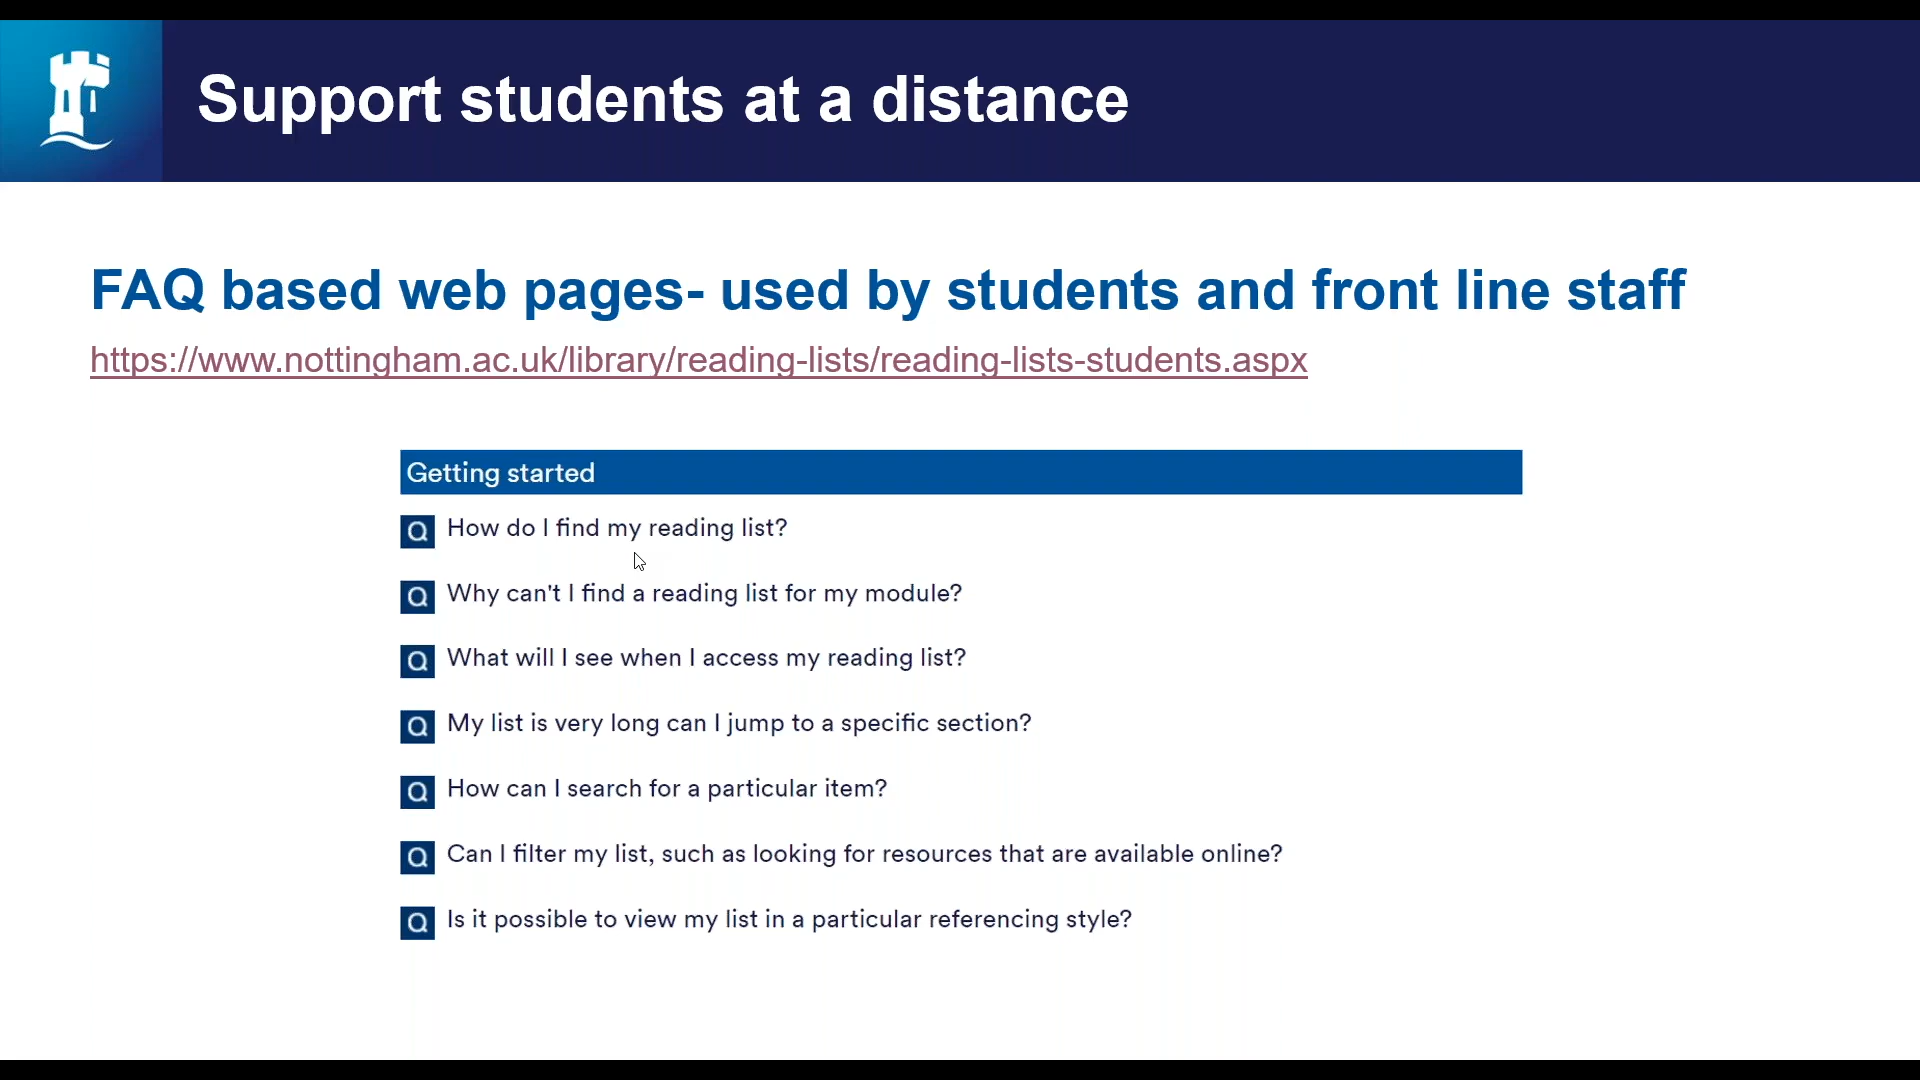 Support students at a distance
FAQ based web pages- used by students and front line staff
https://www.nottingham.ac.uk/library/reading-lists/reading-lists-students.aspx
Getting started
Q How do I find my reading list?
Q Why can't I find a reading list for my module?
Q What will I see when I access my reading list?
Q My list is very long can I jump to a specific section?
Q How can I search for a particular item?
Q Can I filter my list, such as looking for resources that are available online?
Q Is it possible to view my list in a particular referencing style?